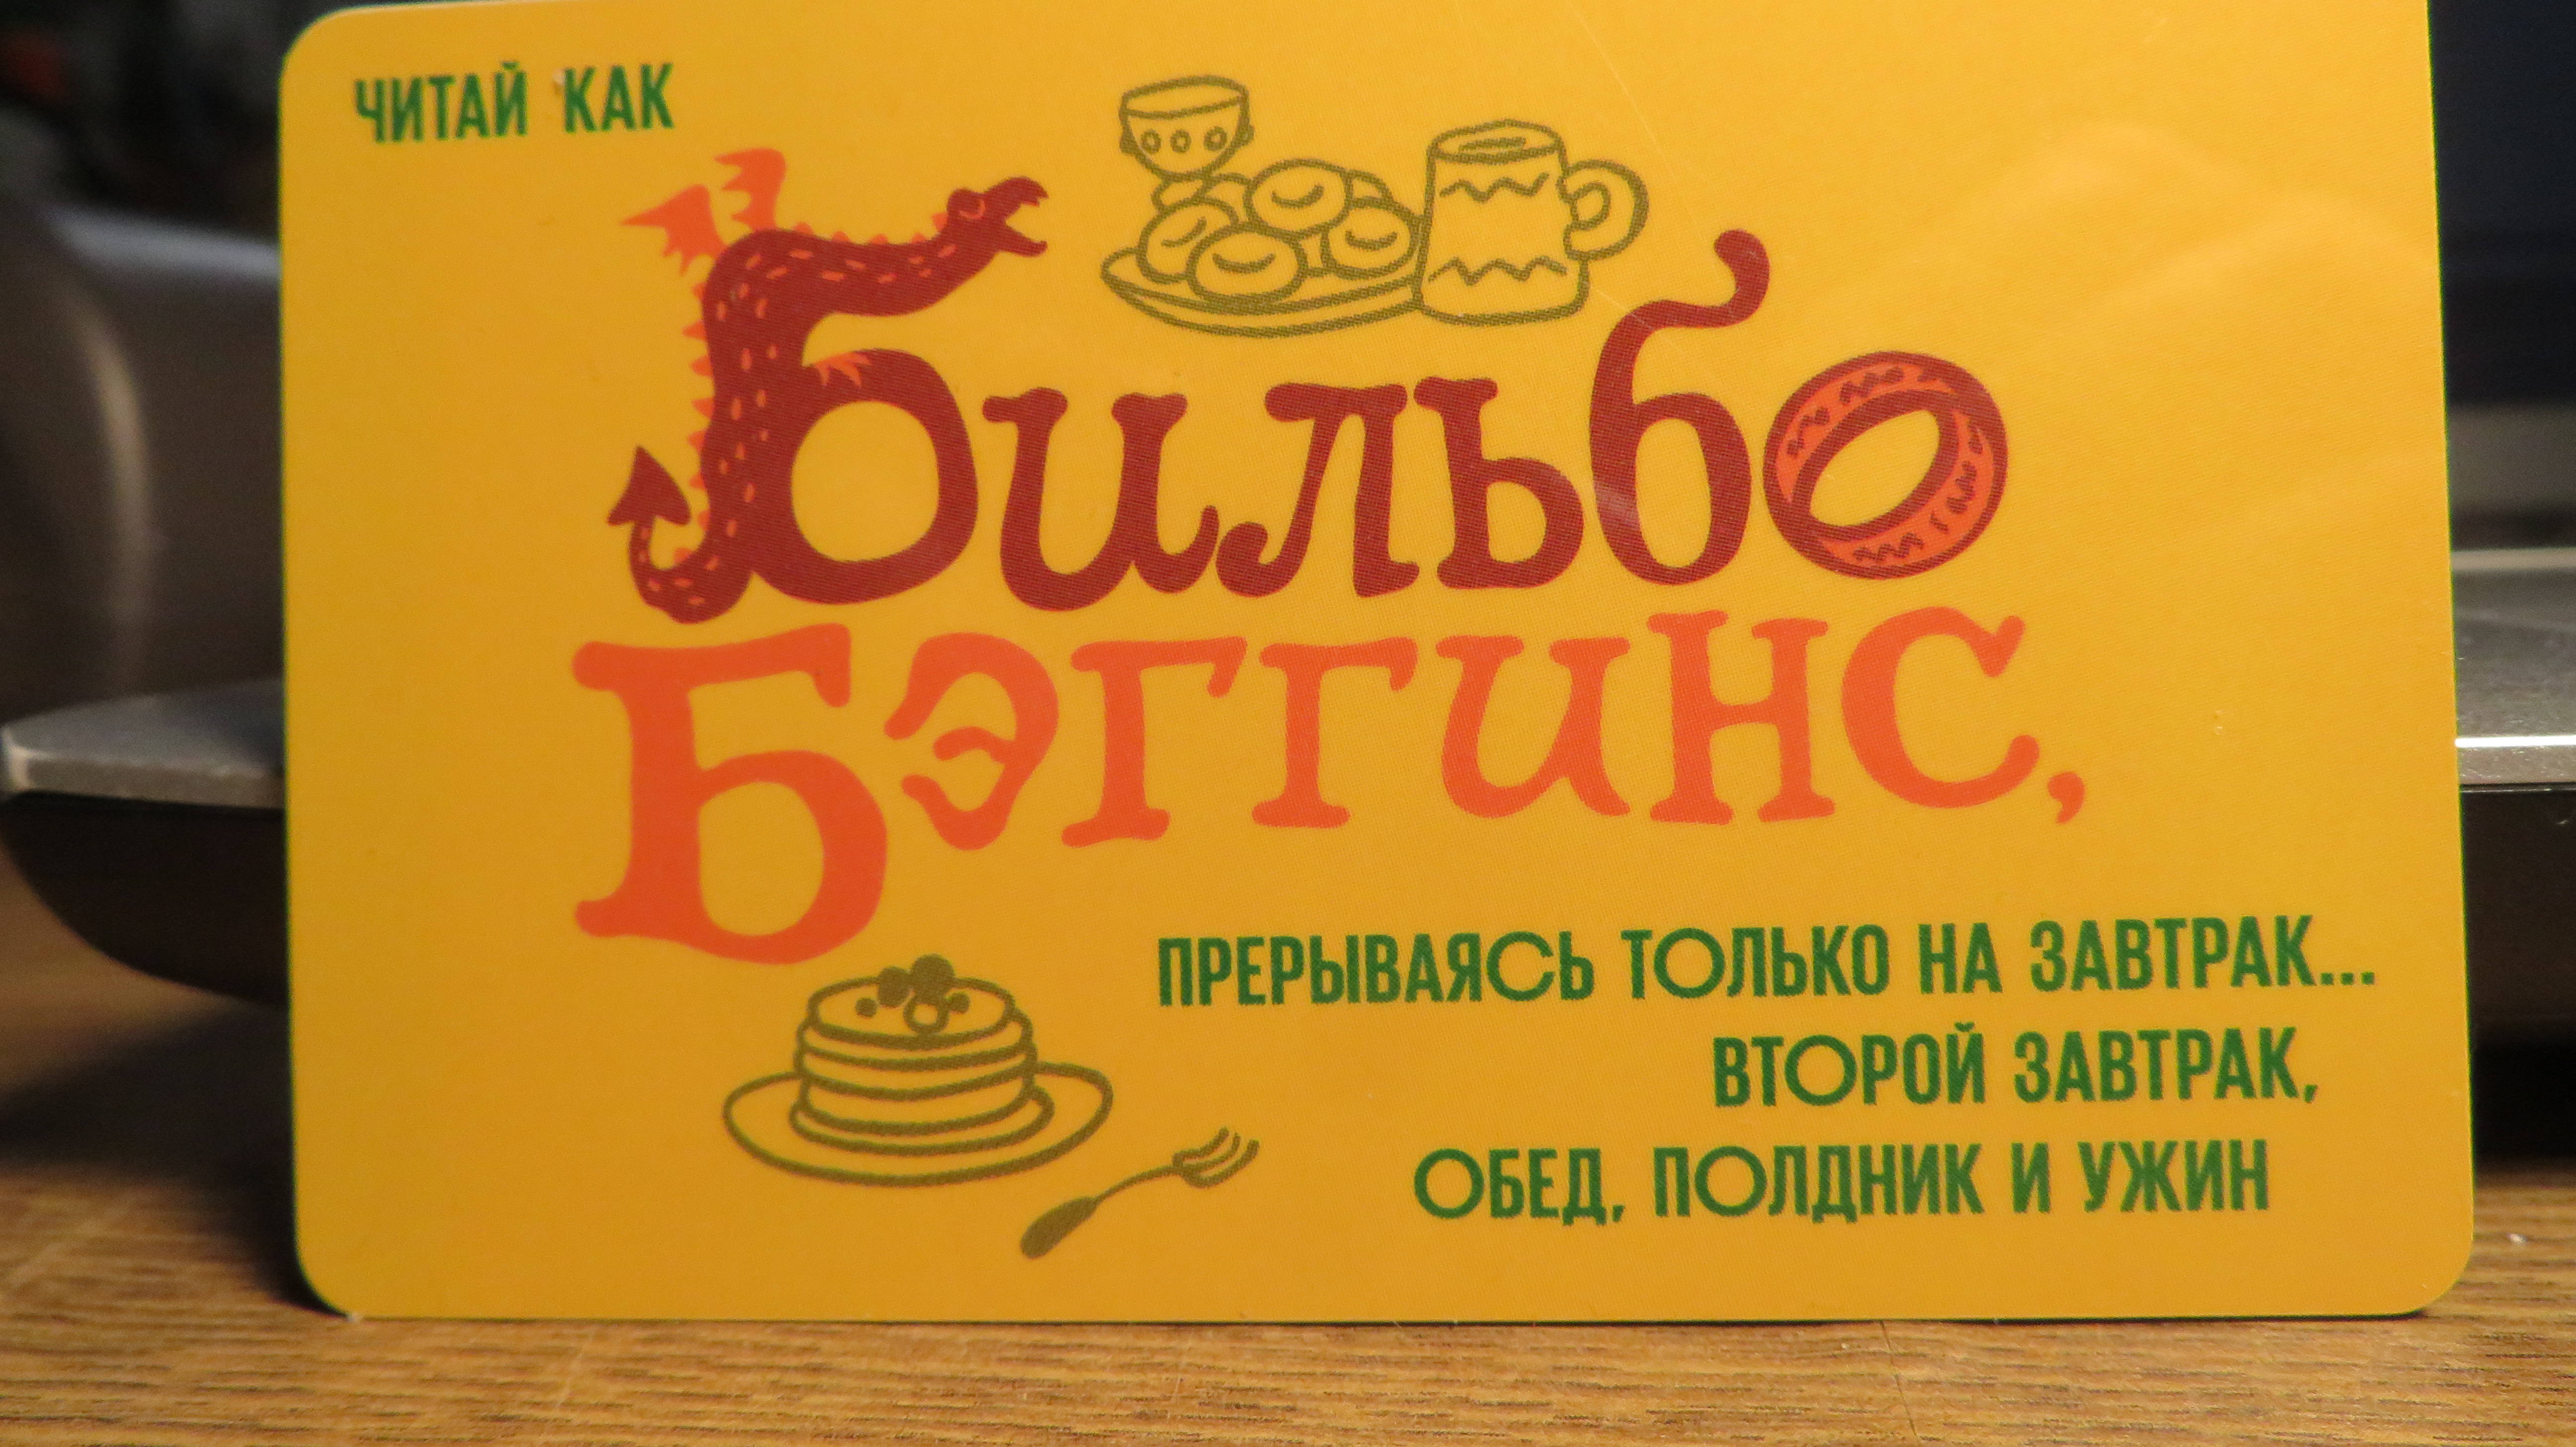 ЧИТАЙ КАК
Бильбо
Бэггинс,
ПРЕРЫВАЯСЬ ТОЛЬКО НА ЗАВТРАК...
ВТОРОЙ ЗАВТРАК,
ОБЕД, ПОЛДНИК И УЖИН